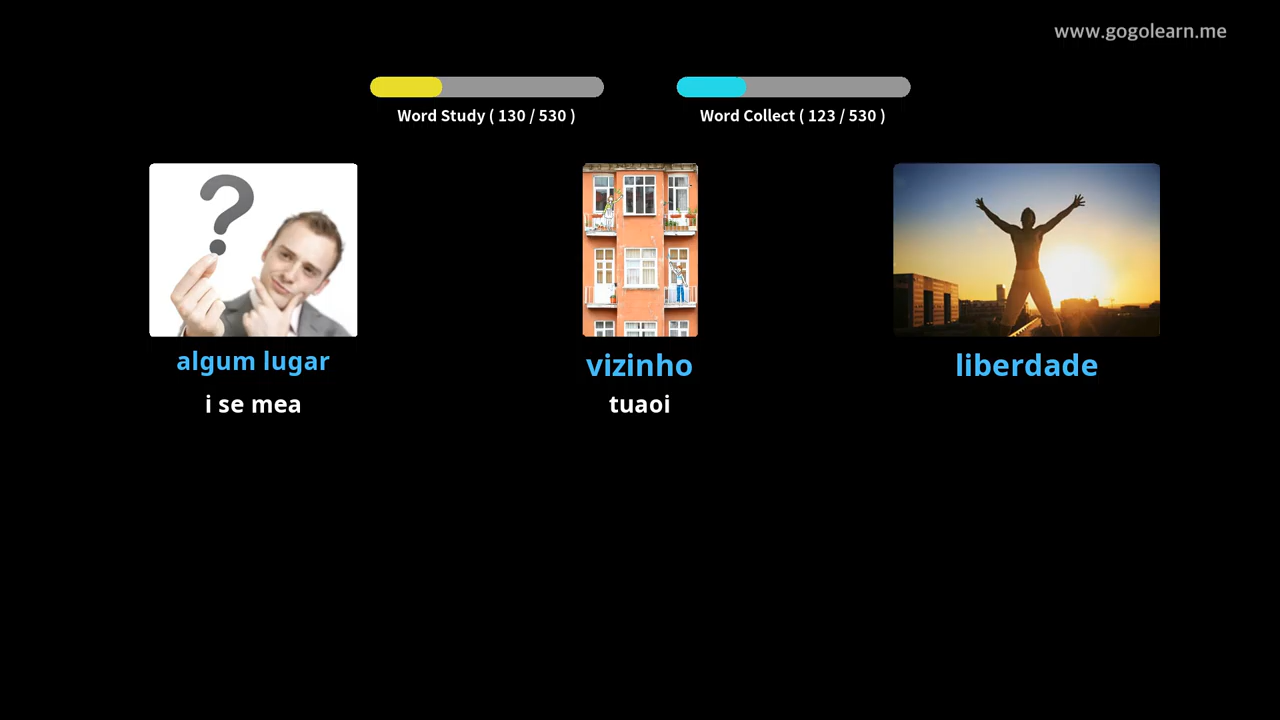 www.gogolearn.me
Word Study ( 130 / 530 )
Word Collect ( 123 / 530 )
algum lugar
vizinho
liberdade
i se mea
tuaoi